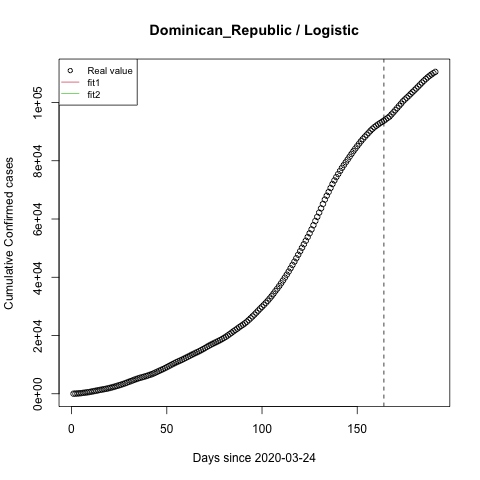 Dominican_Republic / Logistic
Real value
fit1
fit2
Cumulative Confirmed cases
1e+05
8e+04
6e+04
4e+04
2e+04
0e+00
0 50 100 150
Days since 2020-03-24